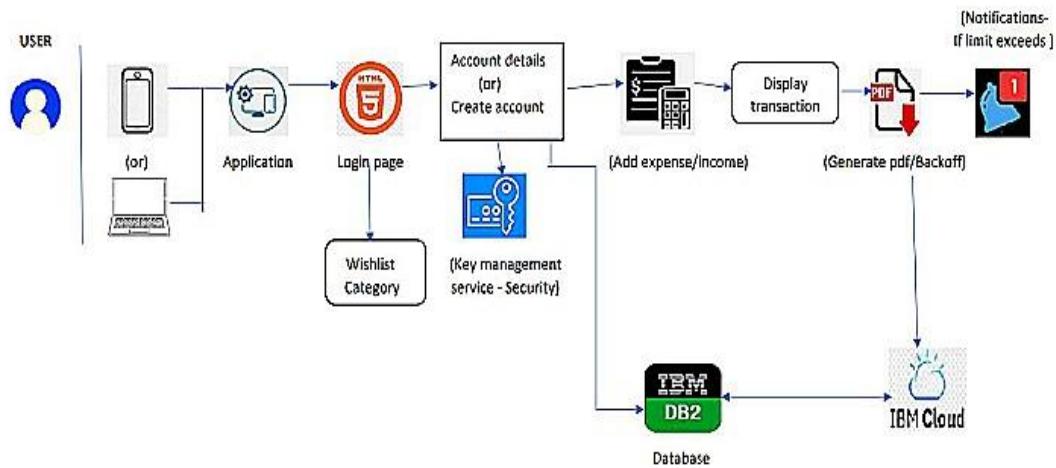 USER
(or)
Application
HTML
5
Login page
Account details
(or)
Create account
$
(Add expense/Income)
Display
transaction
PDF
(Generate pdf/Backoff)
(Notifications-
If limit exceeds )
1
Wishlist
Category
(Key management
service - Security)
IBM
DB2
Database
IBM Cloud